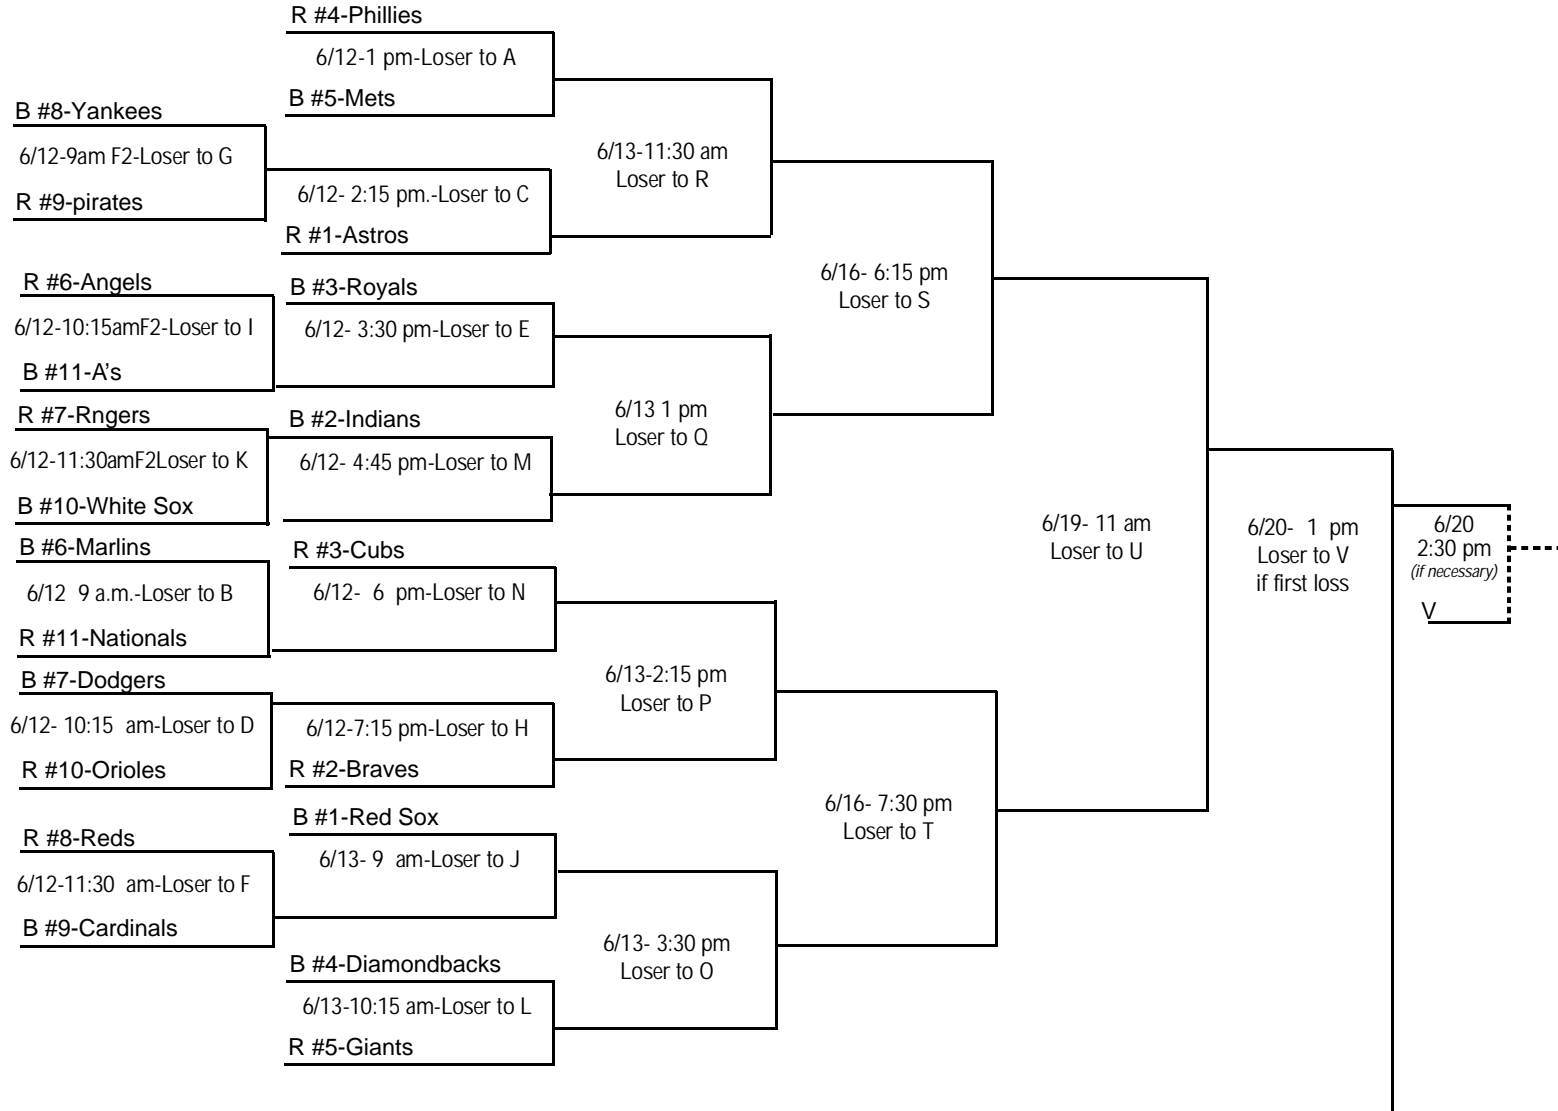 R #4-Phillies
6/12-1 pm-Loser to A
B #5-Mets
B #8-Yankees
6/12-9am F2-Loser to G
R #9-pirates
6/12- 2:15 pm.-Loser to C
R #1-Astros
6/13-11:30 am
Loser to R
R #6-Angels
6/12-10:15amF2-Loser to I
B #11-A's
B #3-Royals
6/12- 3:30 pm-Loser to E
R #7-Rngers
6/12-11:30amF2Loser to K
B #10-White Sox
B #2-Indians
6/12- 4:45 pm-Loser to M
6/13 1 pm
Loser to Q
6/16- 6:15 pm
Loser to S
B #6-Marlins
6/12 9 a.m.-Loser to B
R #11-Nationals
R #3-Cubs
6/12- 6 pm-Loser to N
B #7-Dodgers
6/12- 10:15 am-Loser to D
R #10-Orioles
6/12-7:15 pm-Loser to H
R #2-Braves
6/13-2:15 pm
Loser to P
R #8-Reds
6/12-11:30 am-Loser to F
B #9-Cardinals
B #1-Red Sox
6/13- 9 am-Loser to J
B #4-Diamondbacks
6/13-10:15 am-Loser to L
R #5-Giants
6/13- 3:30 pm
Loser to O
6/16- 7:30 pm
Loser to T
6/19- 11 am
Loser to U
6/20- 1 pm
Loser to V
if first loss
6/20
2:30 pm
(if necessary)
V